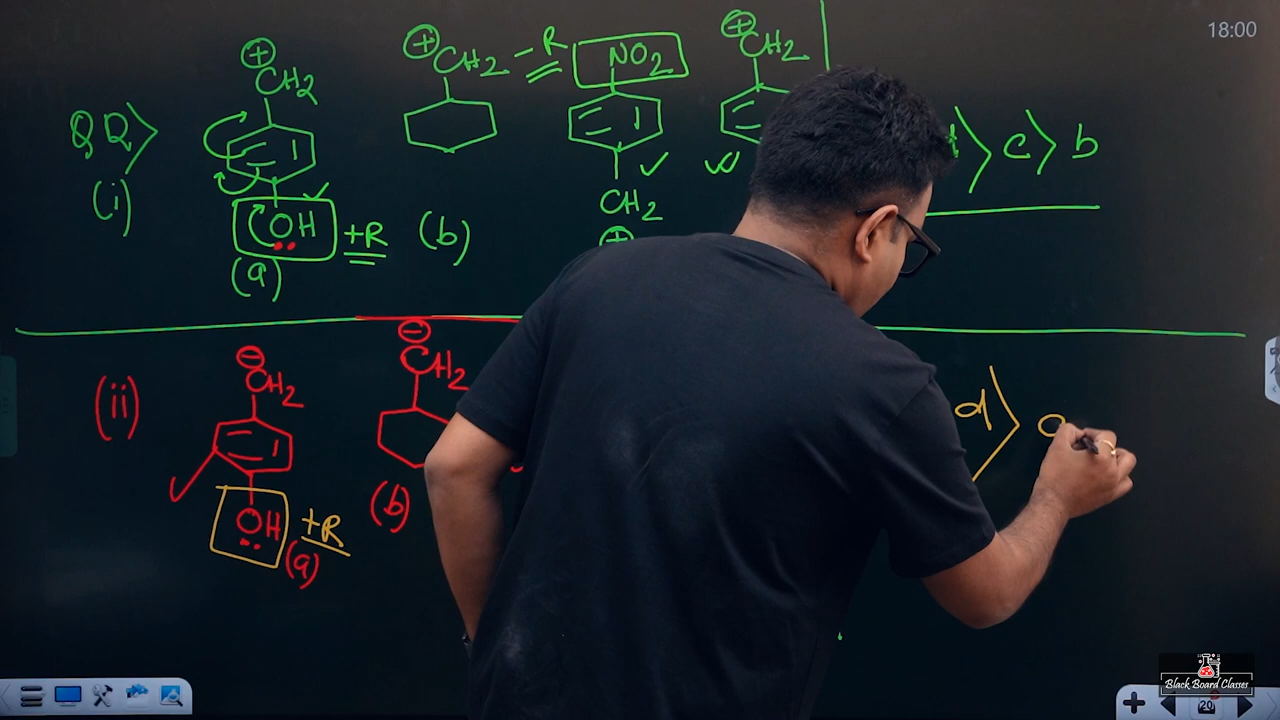 18:00
⊕CH2
⊕CH2 -R NO2
⊕CH2
QQ>
(i)
OH +R
(a)
(b)
CH2
⊕
> c > b
(ii)
⊖CH2
⊖CH2
OH +R
(a)
(b)
d > a
20
Black Board Classes